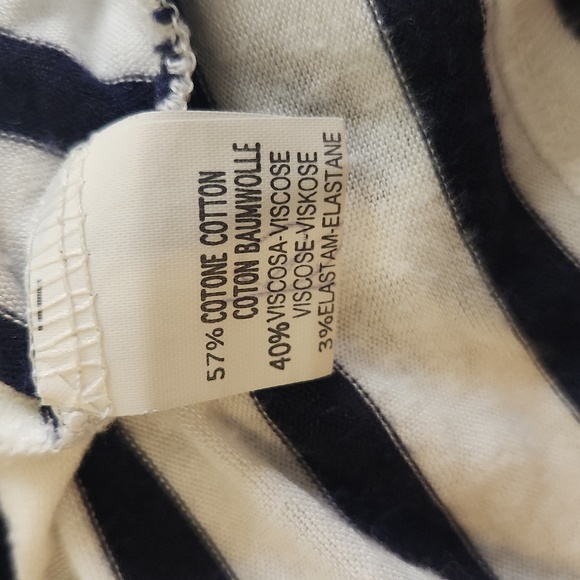 57% COTONE COTTON
COTON BAUMWOLLE
40%VISCOSA-VISCOSE
VISCOSE-VISKOSE
3%ELASTAM-ELASTANE